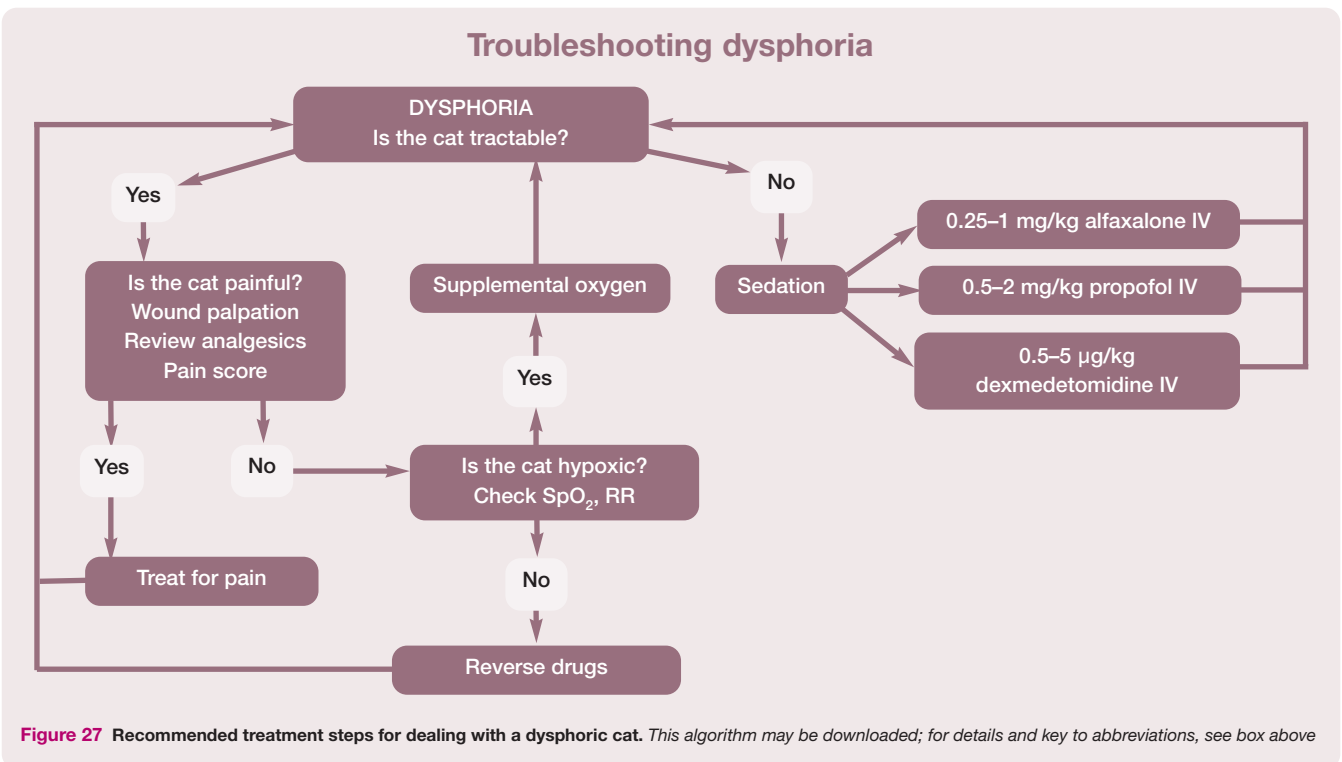 Troubleshooting dysphoria
DYSPHORIA
Is the cat tractable?
Yes
No
Is the cat painful?
Wound palpation
Review analgesics
Pain score
Supplemental oxygen
Sedation
0.25–1 mg/kg alfaxalone IV
0.5–2 mg/kg propofol IV
0.5–5 µg/kg
dexmedetomidine IV
Yes
Yes
No
Is the cat hypoxic?
Check SpO₂, RR
Treat for pain
No
Reverse drugs
Figure 27 Recommended treatment steps for dealing with a dysphoric cat. This algorithm may be downloaded; for details and key to abbreviations, see box above